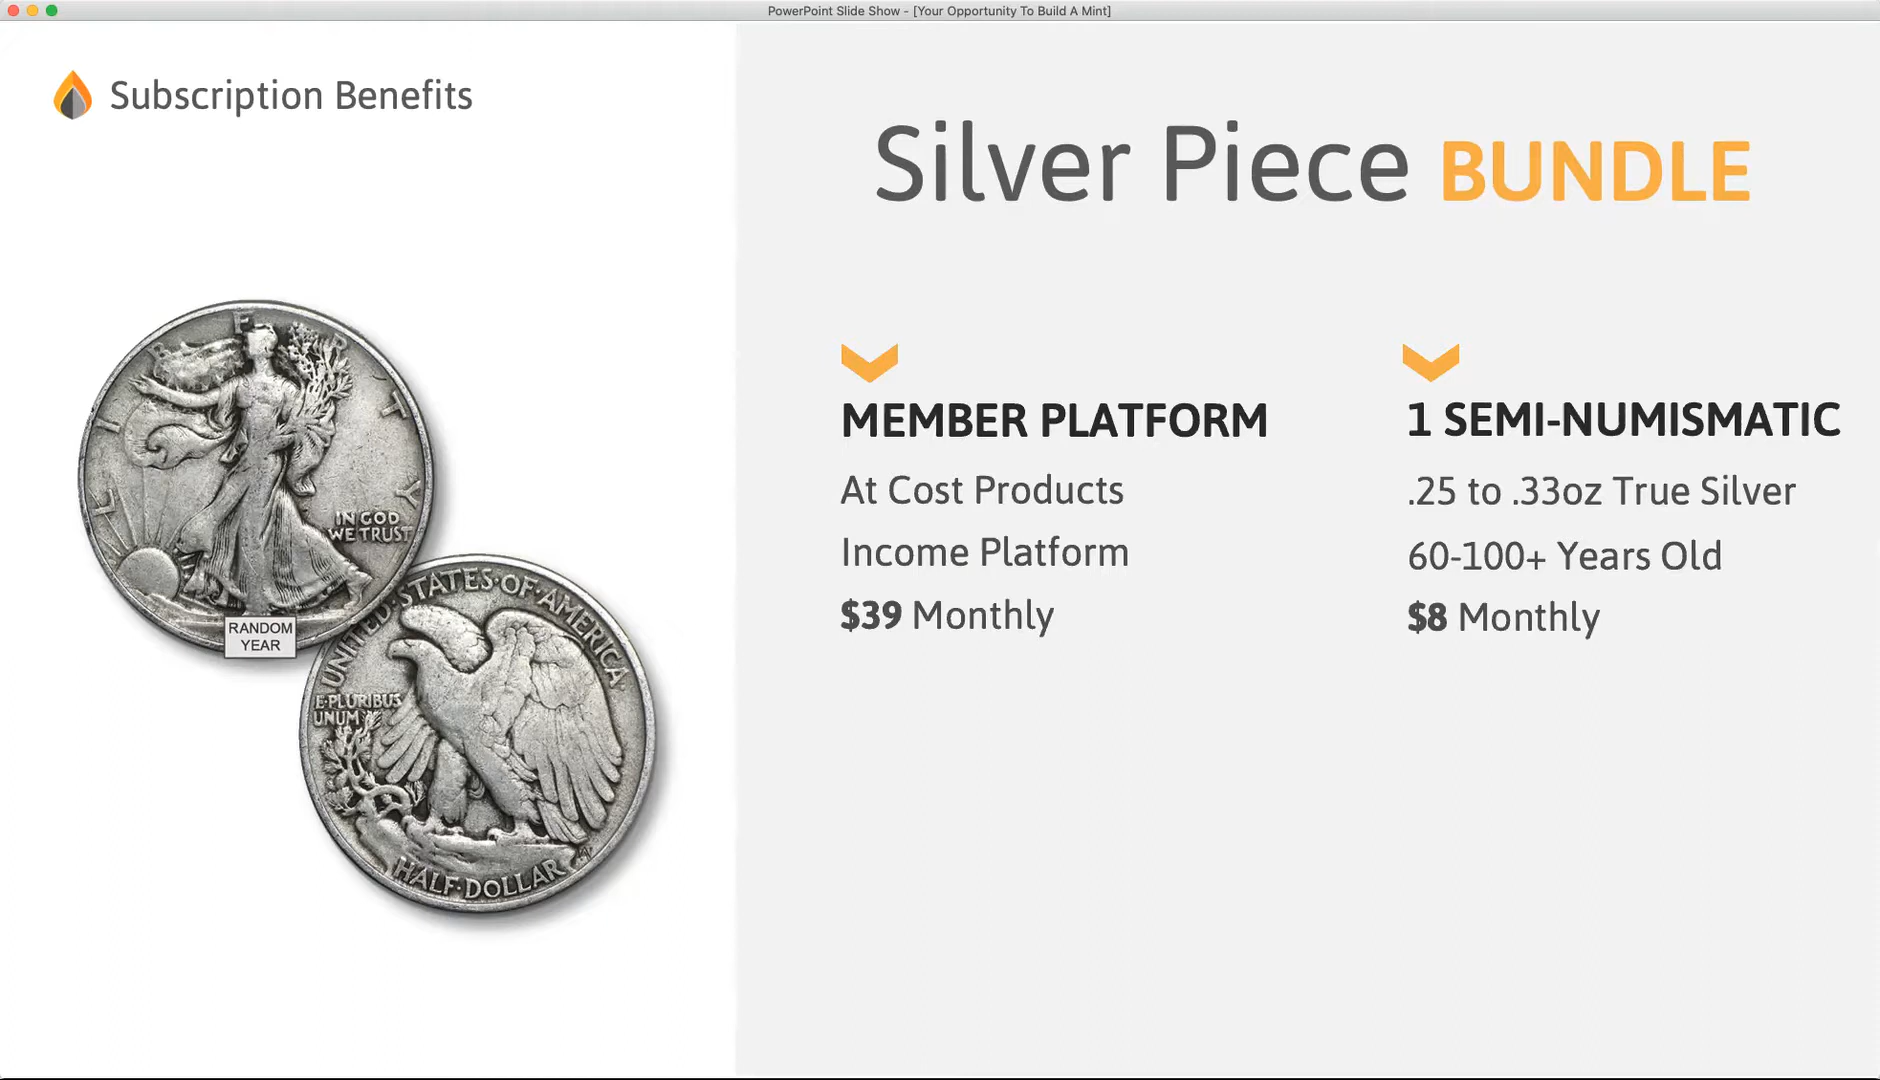 PowerPoint Slide Show - [Your Opportunity To Build A Mint]
Subscription Benefits
Silver Piece BUNDLE
MEMBER PLATFORM
At Cost Products
Income Platform
$39 Monthly
1 SEMI-NUMISMATIC
.25 to .33oz True Silver
60-100+ Years Old
$8 Monthly
LIBERTY
IN GOD
WE TRUST
RANDOM
YEAR
UNITED·STATES·OF·AMERICA
E·PLURIBUS
UNUM
HALF·DOLLAR